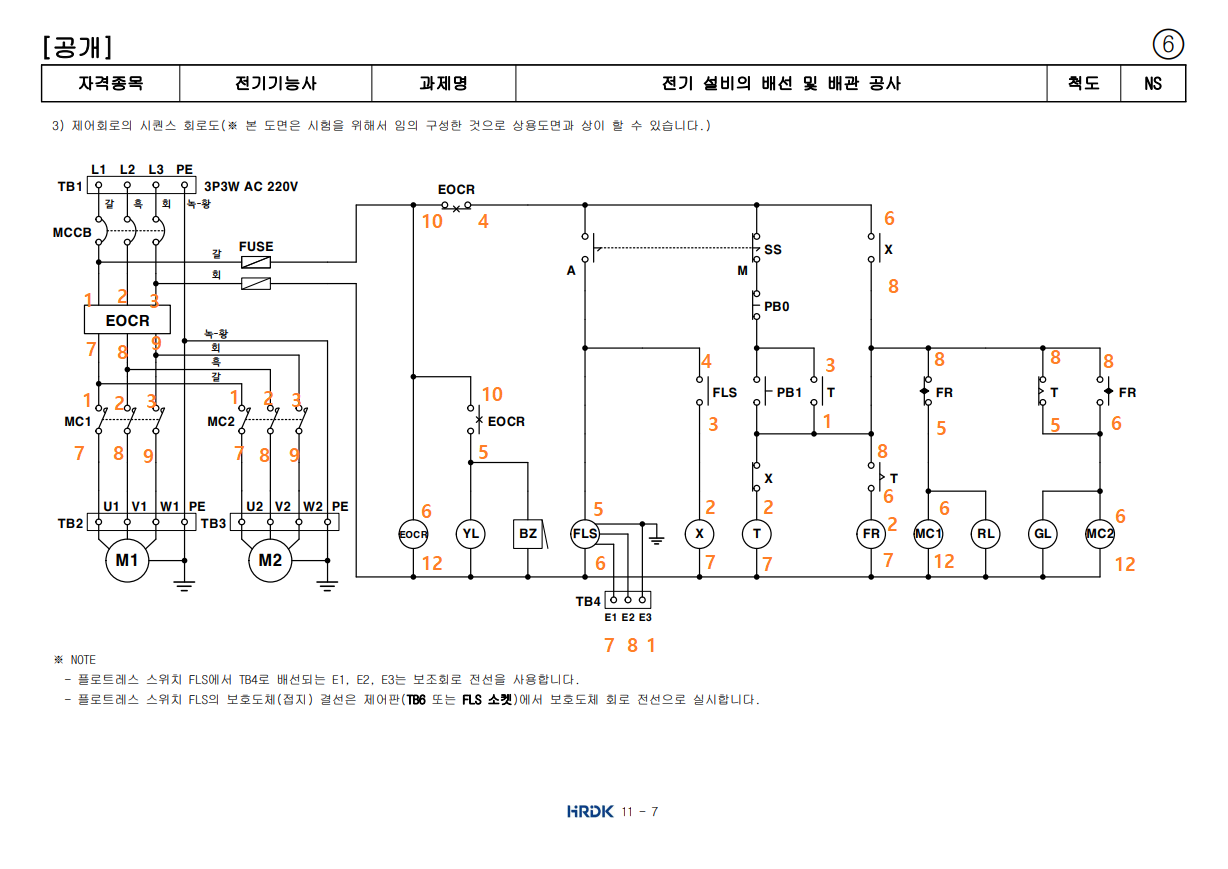 [공개]
⑥
자격종목 전기기능사 과제명 전기 설비의 배선 및 배관 공사 척도 NS
3) 제어회로의 시퀀스 회로도(※ 본 도면은 시험을 위해서 임의 구성한 것으로 상용도면과 상이 할 수 있습니다.)
L1 L2 L3 PE
TB1 3P3W AC 220V
갈 흑 회 녹-황
EOCR
10 4
6
MCCB
FUSE
갈
회
A
M
SS
X
8
PB0
1 2 3
EOCR
7 8 9
녹-황
회
흑
갈
4
FLS
3
PB1
3
T
1
8
FR
5
8
T
5
8
FR
6
1 2 3
MC1
7 8 9
1 2 3
MC2
7 8 9
10
EOCR
5
X
8
T
6
U1 V1 W1 PE
TB2
U2 V2 W2 PE
TB3
M1
M2
6
EOCR
12
YL
BZ
5
FLS
6
2
X
7
2
T
7
2
FR
7
6
MC1
12
RL
GL
6
MC2
12
TB4
E1 E2 E3
7 8 1
※ NOTE
- 플로트레스 스위치 FLS에서 TB4로 배선되는 E1, E2, E3는 보조회로 전선을 사용합니다.
- 플로트레스 스위치 FLS의 보호도체(접지) 결선은 제어판(TB6 또는 FLS 소켓)에서 보호도체 회로 전선으로 실시합니다.
HRDK 11 - 7